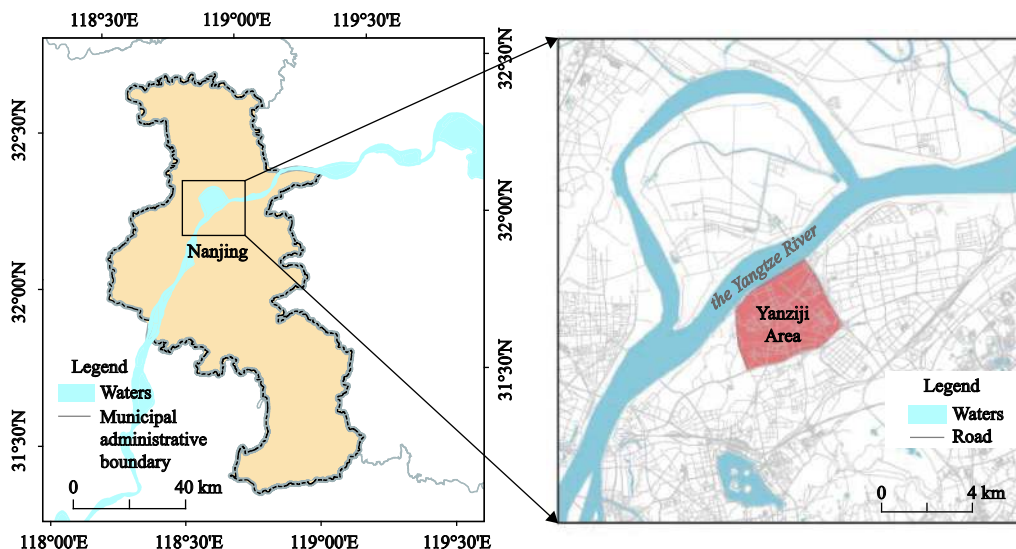 118°30′E
119°00′E
119°30′E
32°30′N
32°00′N
31°30′N
32°30′N
32°00′N
31°30′N
Nanjing
Legend
Waters
Municipal
administrative
boundary
0
40 km
118°00′E
118°30′E
119°00′E
119°30′E
the Yangtze River
Yanziji
Area
Legend
Waters
Road
0
4 km